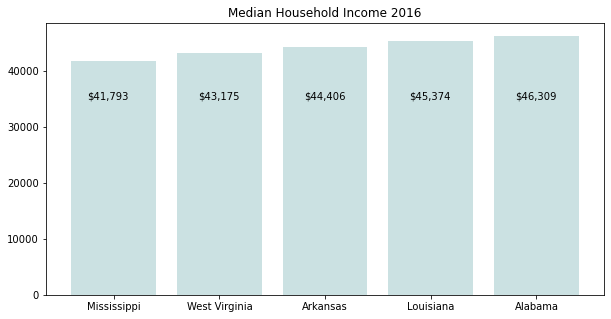 Median Household Income 2016
40000
30000
20000
10000
0
$41,793
$43,175
$44,406
$45,374
$46,309
Mississippi
West Virginia
Arkansas
Louisiana
Alabama